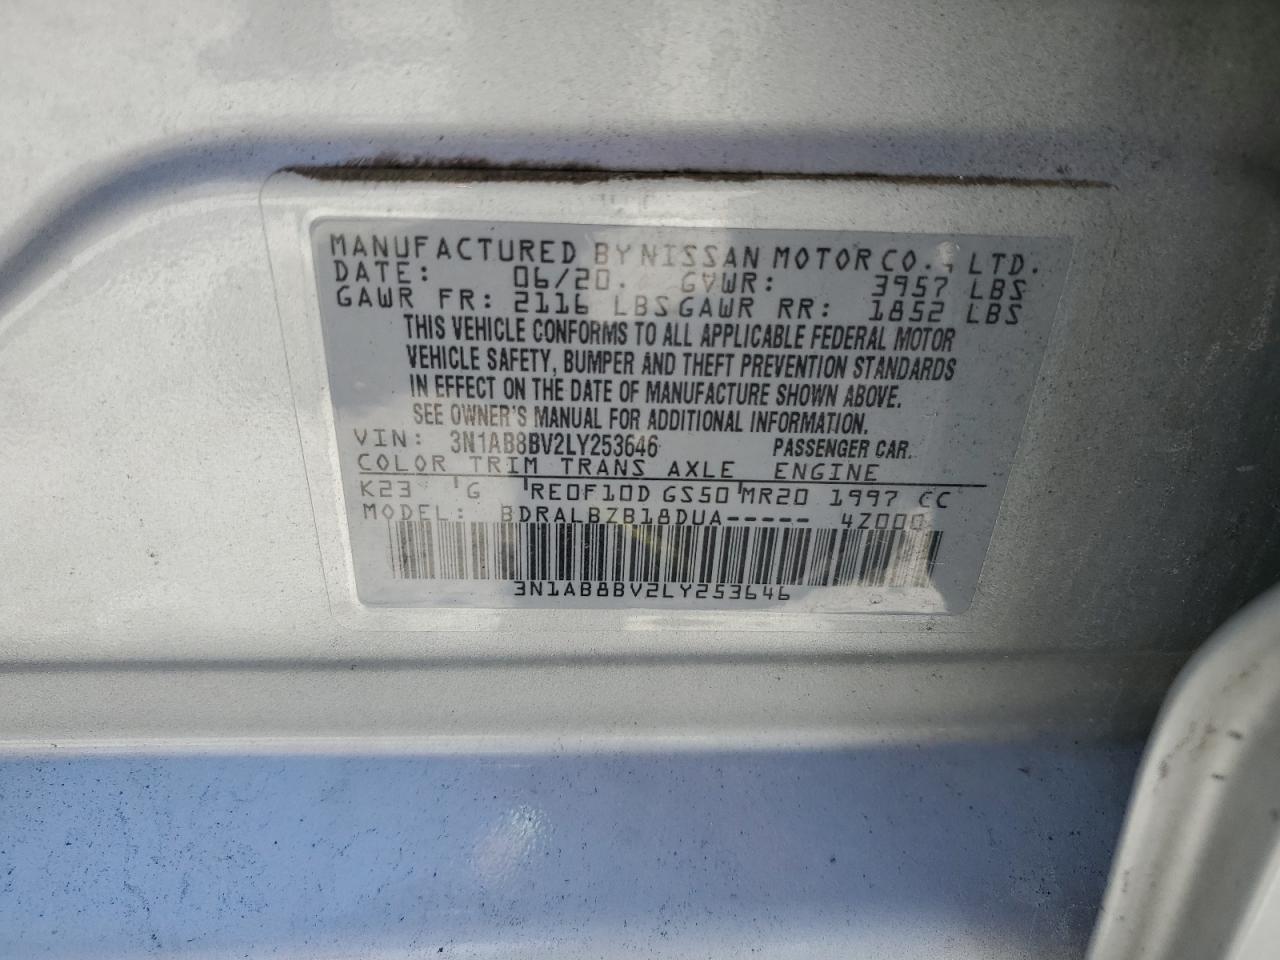 MANUFACTURED BY NISSAN MOTOR CO., LTD.
DATE: 06/20. GVWR: 3957 LBS
GAWR FR: 2116 LBS GAWR RR: 1852 LBS
THIS VEHICLE CONFORMS TO ALL APPLICABLE FEDERAL MOTOR
VEHICLE SAFETY, BUMPER AND THEFT PREVENTION STANDARDS
IN EFFECT ON THE DATE OF MANUFACTURE SHOWN ABOVE.
SEE OWNER'S MANUAL FOR ADDITIONAL INFORMATION.
VIN: 3N1AB8BV2LY253646 PASSENGER CAR.
COLOR TRIM TRANS AXLE ENGINE
K23 G RE0F10D GS50 MR20 1997 CC
MODEL: BDRALBZB18DUA----- 4Z000
3N1AB8BV2LY253646